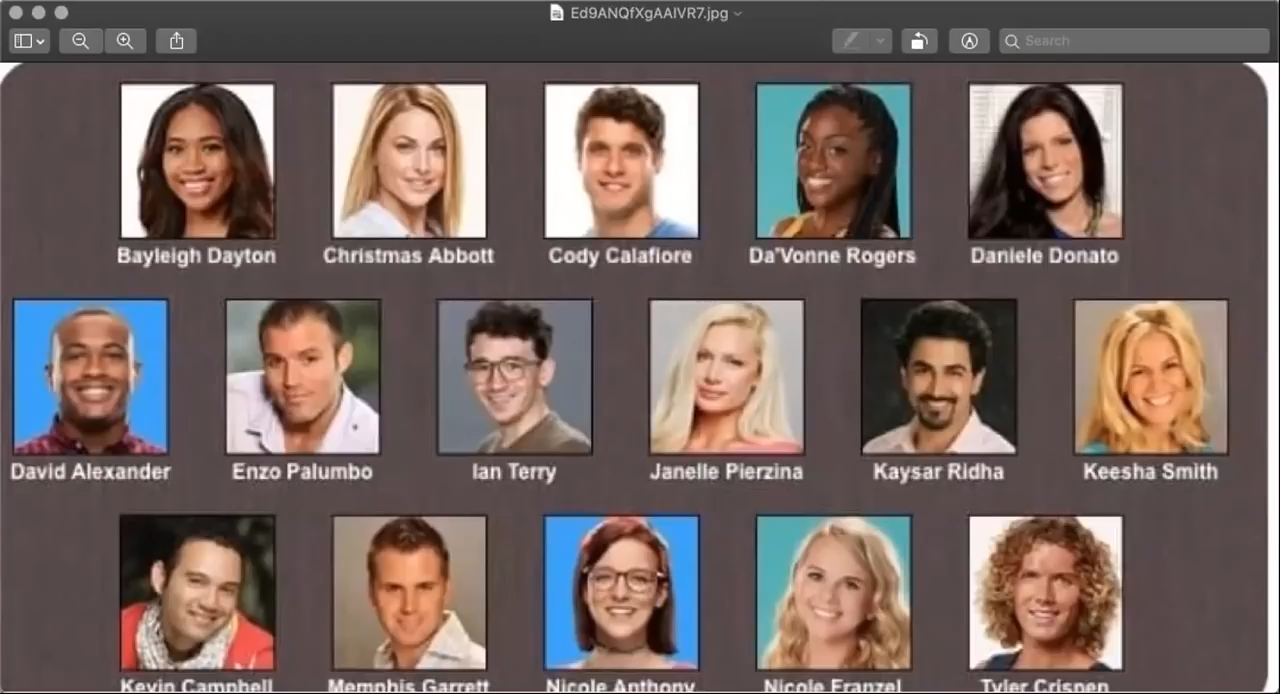 Ed9ANQfXgAAIVR7.jpg
Search
Bayleigh Dayton
Christmas Abbott
Cody Calafiore
Da'Vonne Rogers
Daniele Donato
David Alexander
Enzo Palumbo
Ian Terry
Janelle Pierzina
Kaysar Ridha
Keesha Smith
Kevin Campbell
Memphis Garrett
Nicole Anthony
Nicole Franzel
Tyler Crispen